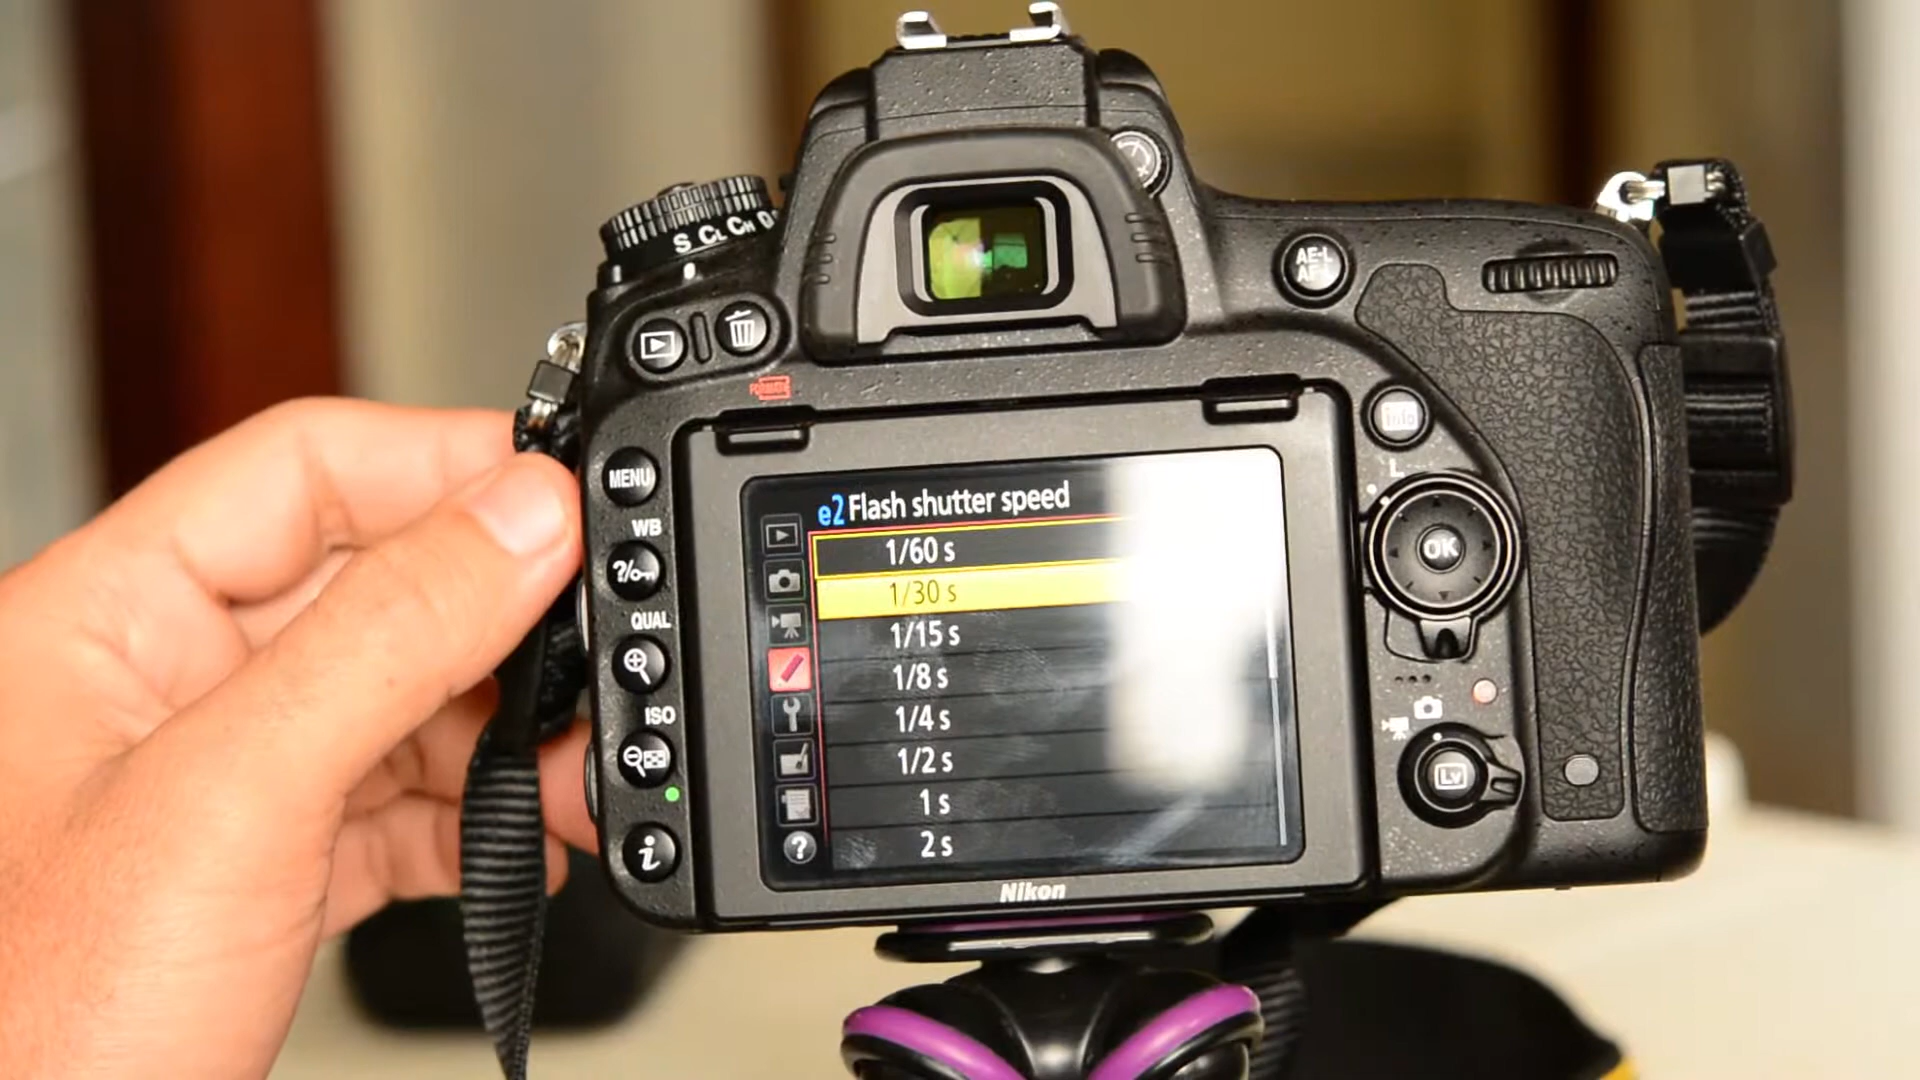 S CL CH Q
AE-L
AF-L
FORMAT
info
MENU
L
WB
?/
e2 Flash shutter speed
1/60 s
OK
1/30 s
QUAL
1/15 s
1/8 s
ISO
1/4 s
1/2 s
Lv
1 s
?
2 s
i
Nikon